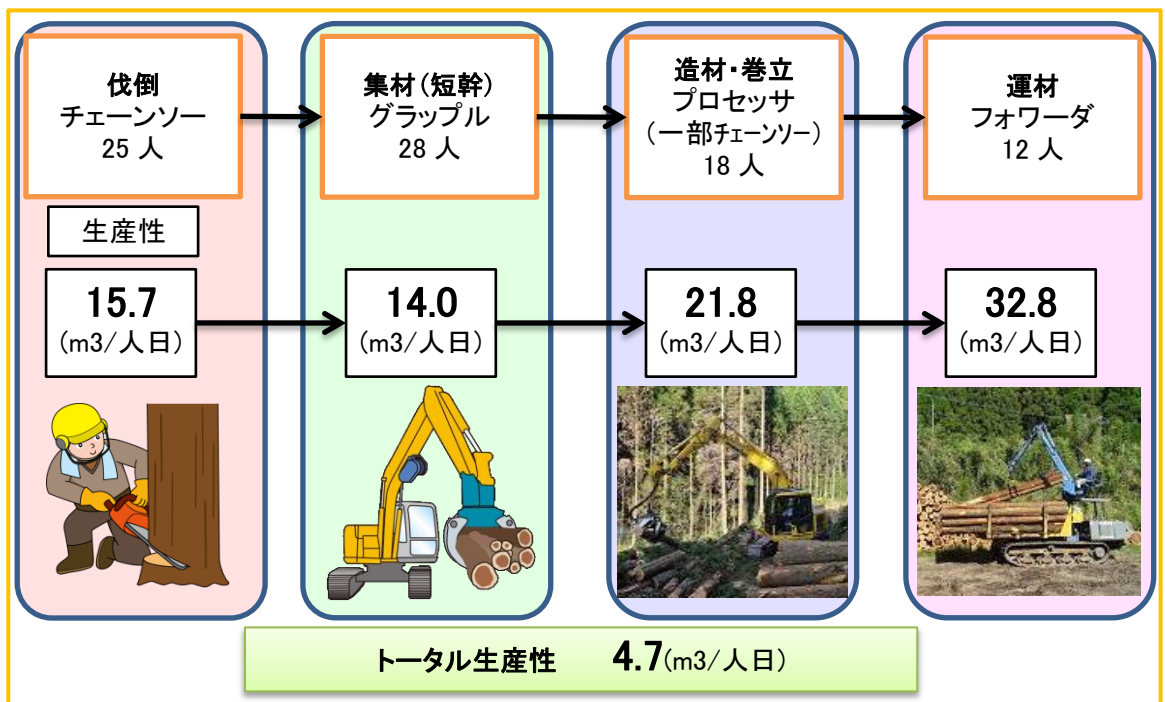 伐倒
チェーンソー
25 人
集材(短幹)
グラップル
28 人
造材・巻立
プロセッサ
(一部チェーンソー)
18 人
運材
フォワーダ
12 人
生産性
15.7
(m3/人日)
14.0
(m3/人日)
21.8
(m3/人日)
32.8
(m3/人日)
トータル生産性 4.7(m3/人日)